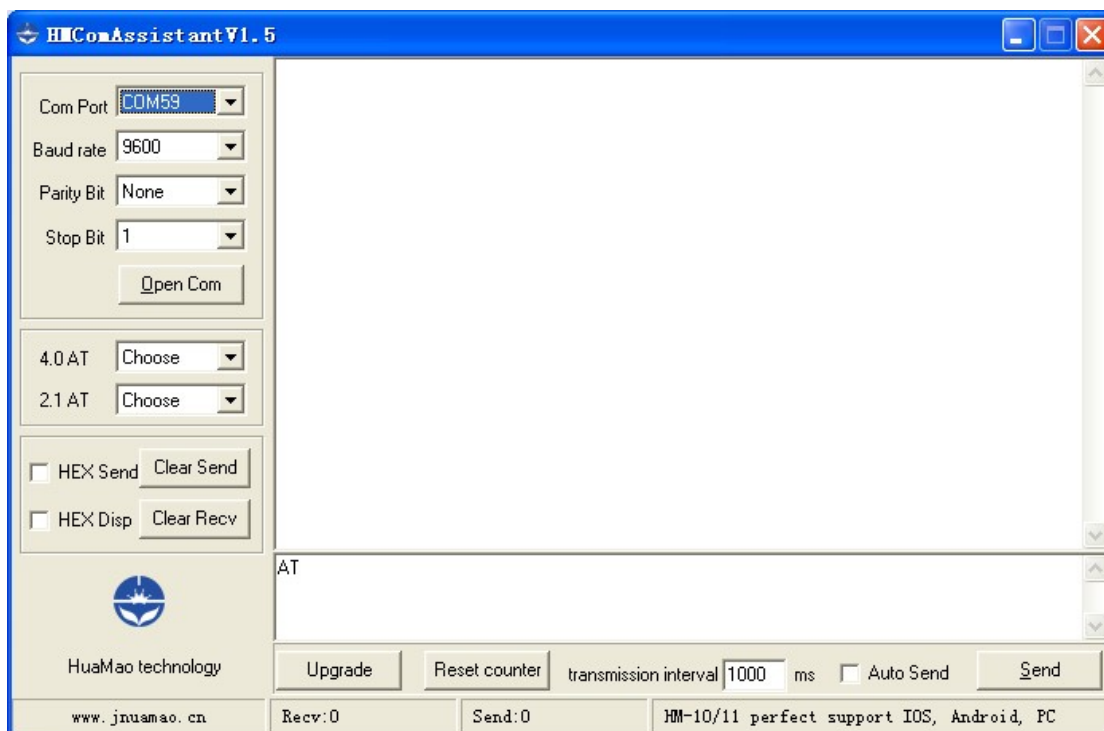 HMComAssistantV1.5
Com Port COM59
Baud rate 9600
Parity Bit None
Stop Bit 1
Open Com
4.0 AT Choose
2.1 AT Choose
HEX Send Clear Send
HEX Disp Clear Recv
HuaMao technology
AT
Upgrade Reset counter transmission interval 1000 ms Auto Send Send
www.jnuamao.cn Recv:0 Send:0 HM-10/11 perfect support IOS, Android, PC